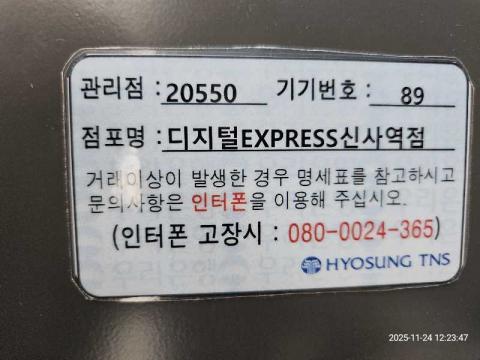 관리점 : 20550 기기번호 : 89
점포명 : 디지털EXPRESS신사역점
거래이상이 발생한 경우 명세표를 참고하시고
문의사항은 인터폰을 이용해 주십시오.
(인터폰 고장시 : 080-0024-365)
HYOSUNG TNS
2025-11-24 12:23:47